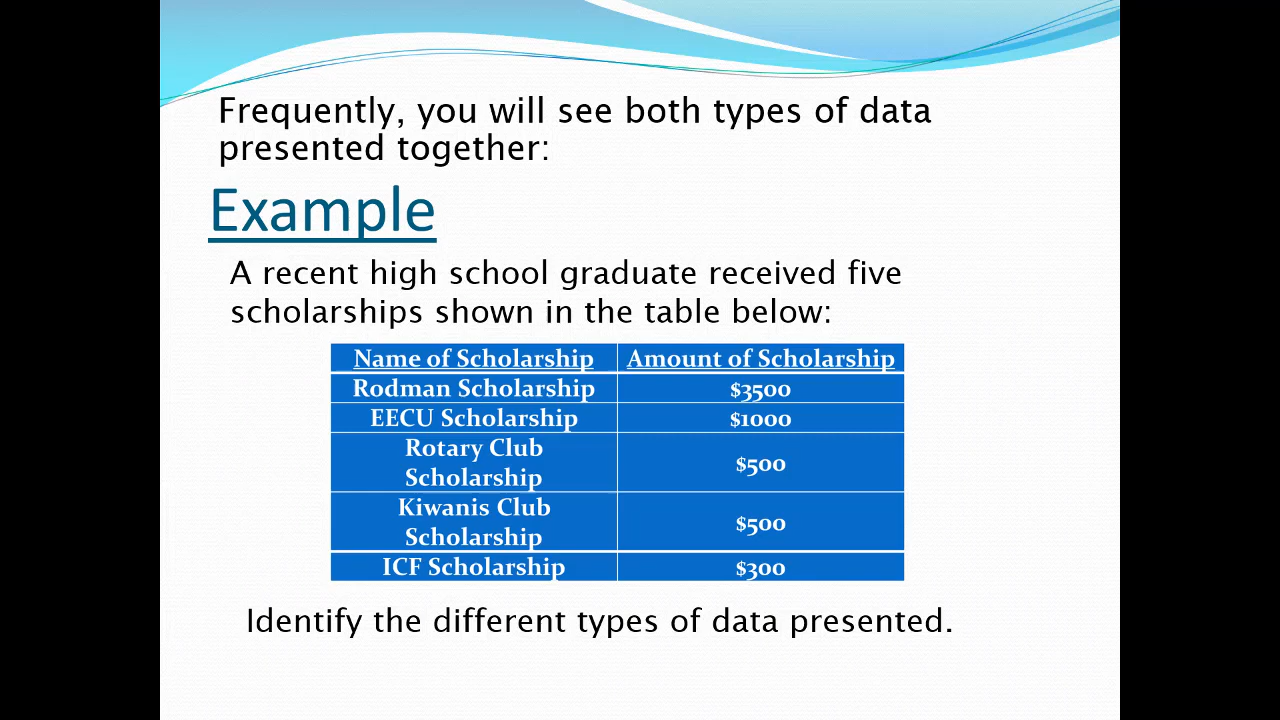 Frequently, you will see both types of data
presented together:
Example
A recent high school graduate received five
scholarships shown in the table below:
Name of Scholarship Amount of Scholarship
Rodman Scholarship $3500
EECU Scholarship $1000
Rotary Club
Scholarship $500
Kiwanis Club
Scholarship $500
ICF Scholarship $300
Identify the different types of data presented.